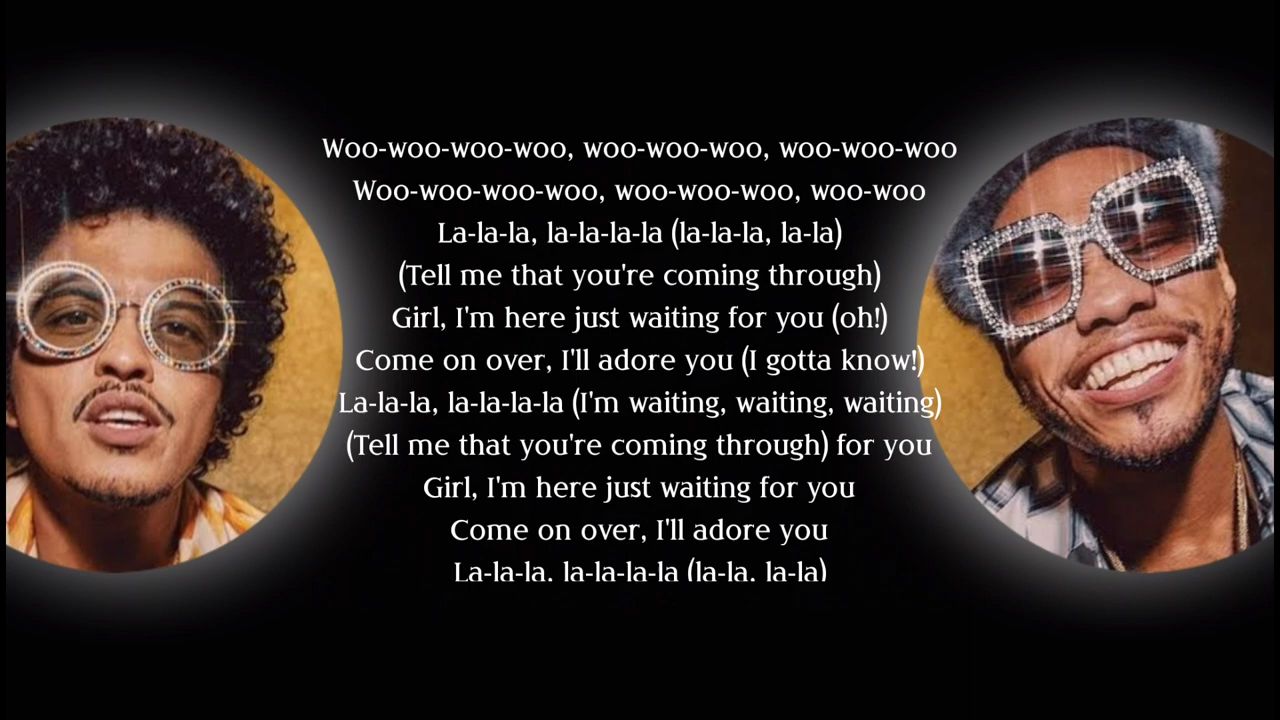 Woo-woo-woo-woo, woo-woo-woo, woo-woo-woo
Woo-woo-woo-woo, woo-woo-woo, woo-woo
La-la-la, la-la-la-la (la-la-la, la-la)
(Tell me that you're coming through)
Girl, I'm here just waiting for you (oh!)
Come on over, I'll adore you (I gotta know!)
La-la-la, la-la-la-la (I'm waiting, waiting, waiting)
(Tell me that you're coming through) for you
Girl, I'm here just waiting for you
Come on over, I'll adore you
La-la-la, la-la-la-la (la-la, la-la)